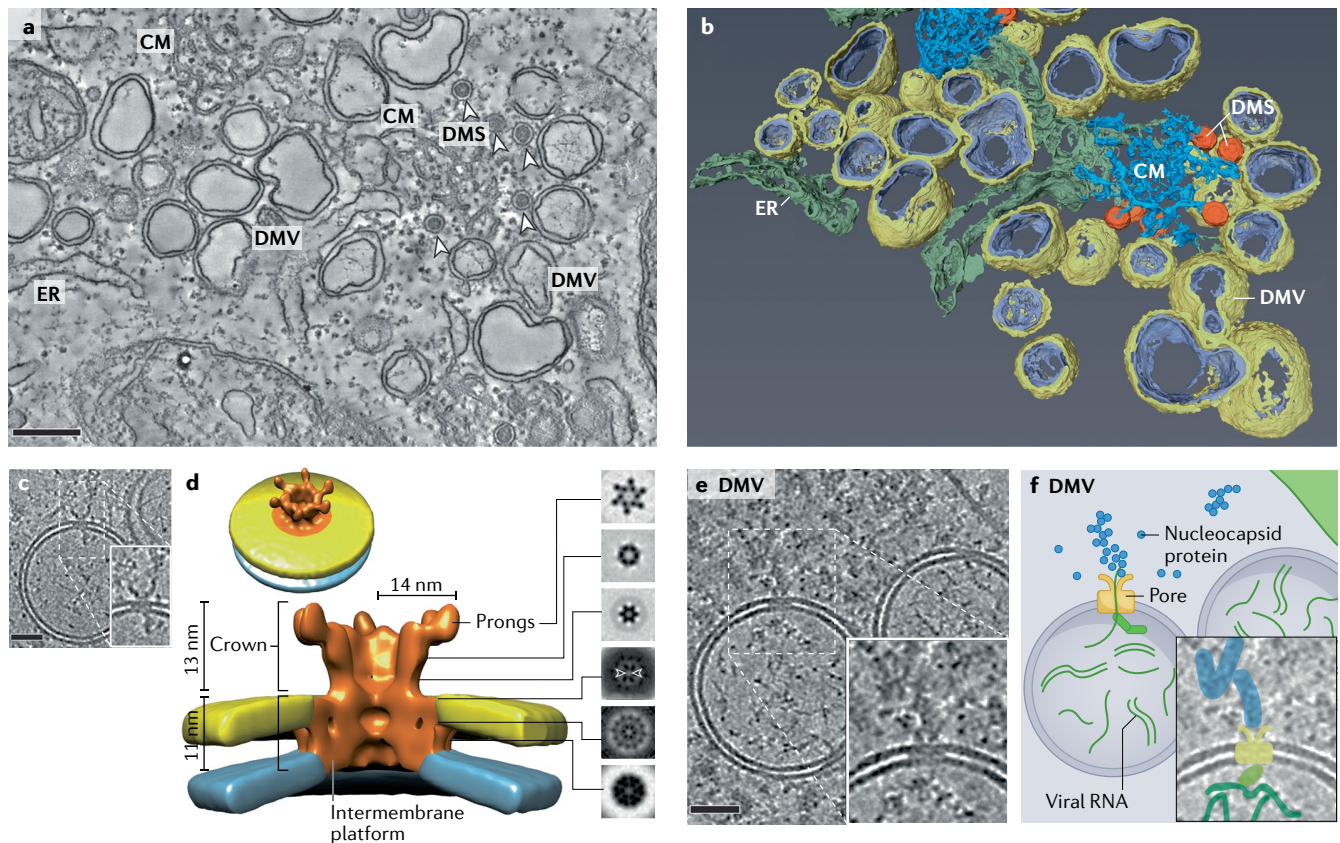 a
CM
CM
DMS
DMV
DMV
ER
b
DMS
CM
ER
DMV
c
d
14 nm
Prongs
13 nm
Crown
11 nm
Intermembrane
platform
e DMV
f DMV
Nucleocapsid
protein
Pore
Viral RNA